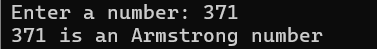 Enter a number: 371
371 is an Armstrong number